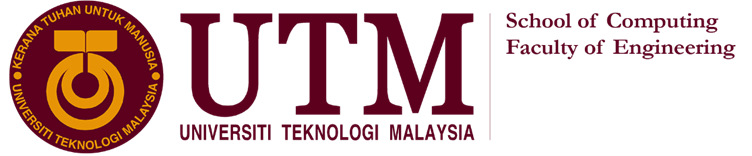 KERANA TUHAN UNTUK MANUSIA
UNIVERSITI TEKNOLOGI MALAYSIA
UTM
UNIVERSITI TEKNOLOGI MALAYSIA
School of Computing
Faculty of Engineering